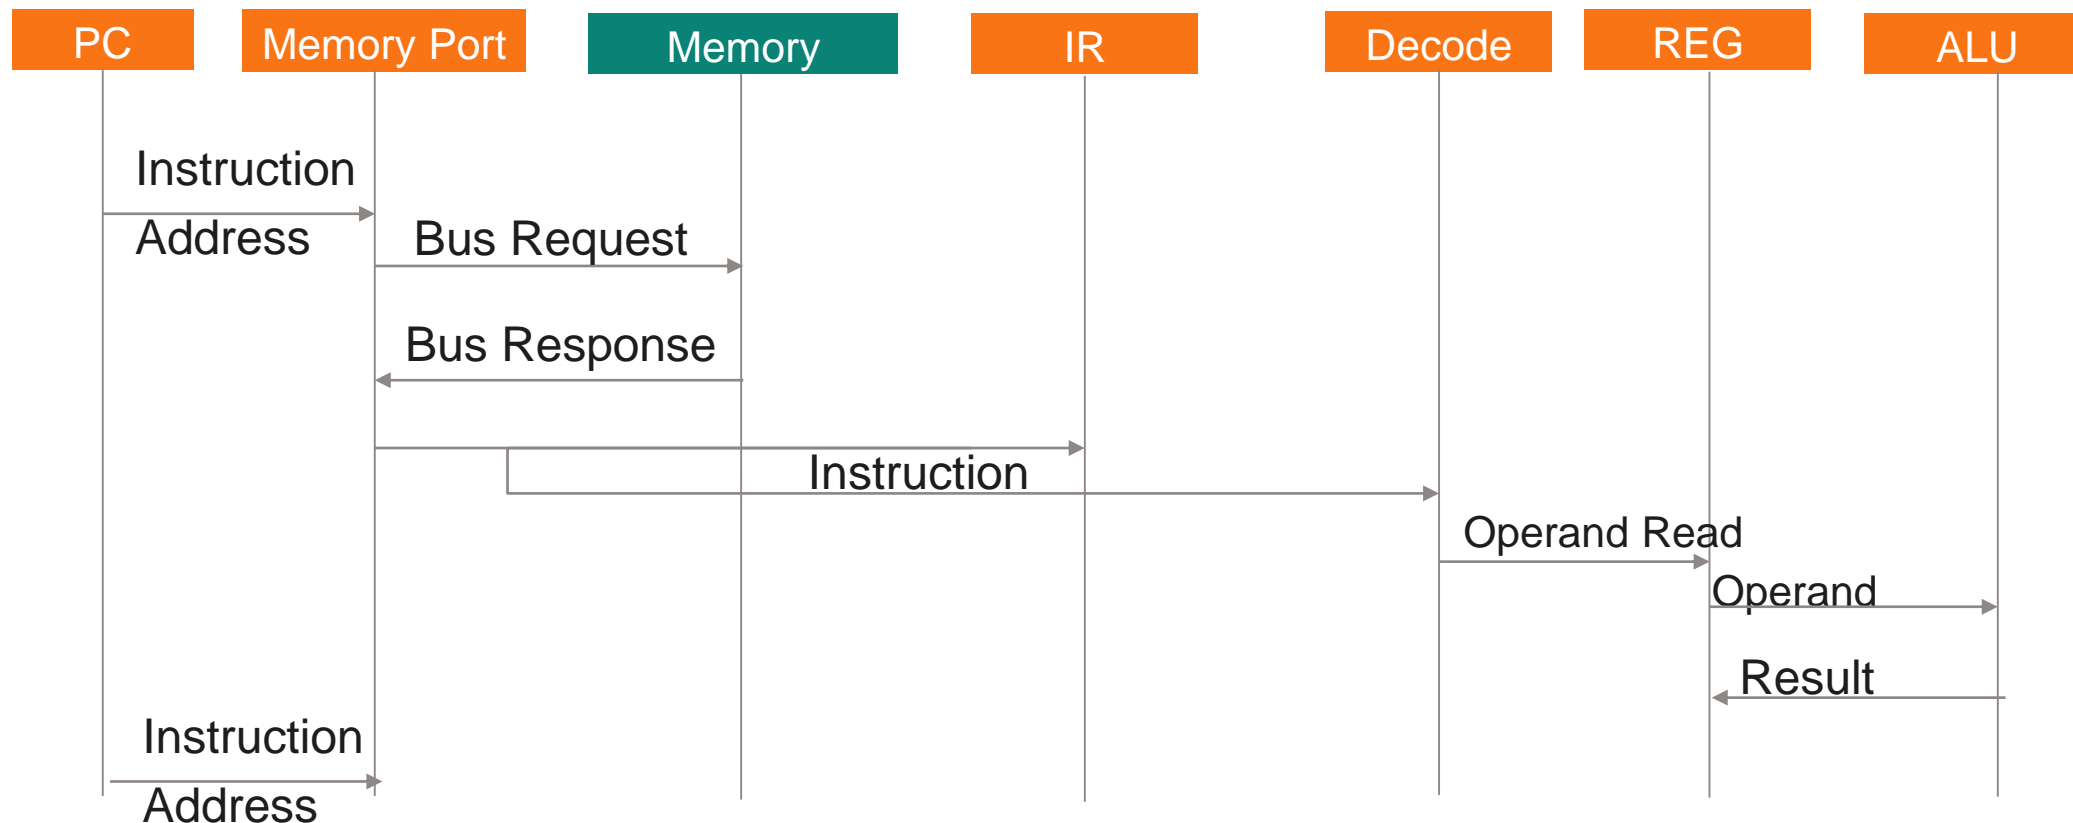 PC
Memory Port
Memory
IR
Decode
REG
ALU
Instruction
Address
Bus Request
Bus Response
Instruction
Operand Read
Operand
Result
Instruction
Address